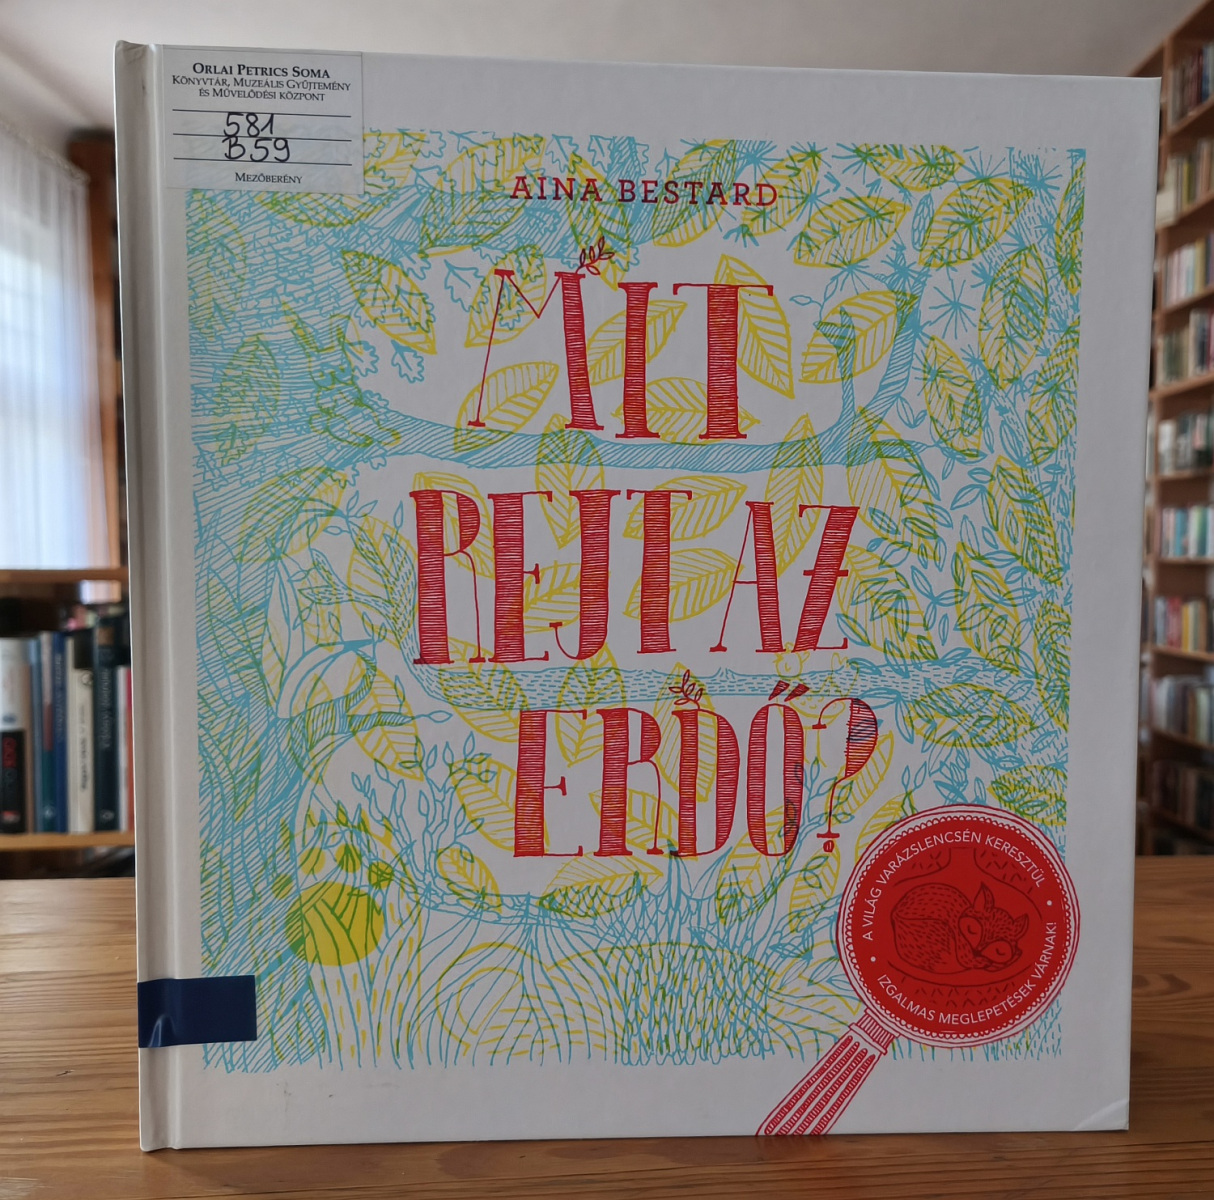 ORLAI PETRICS SOMA
KÖNYVTÁR, MUZEÁLIS GYŰJTEMÉNY
ÉS MŰVELŐDÉSI KÖZPONT
581
B59
MEZŐBERÉNY
AINA BESTARD
MIT
REJT AZ
ERDŐ?
A VILÁG VARÁZSLENCSÉN KERESZTÜL
IZGALMAS MEGLEPETÉSEK VÁRNAK!